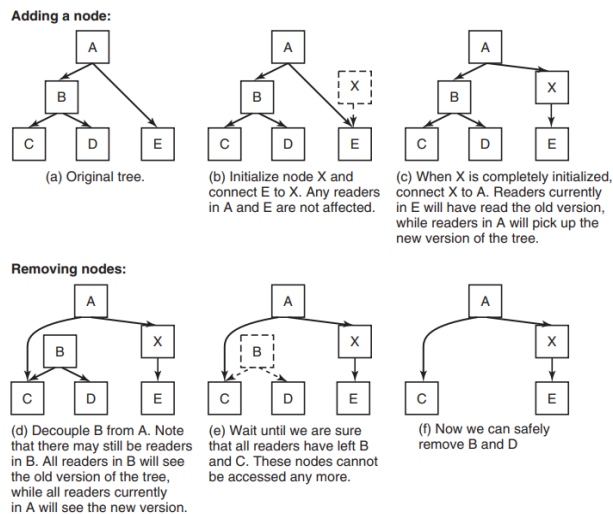 Adding a node:
A
B
C
D
E
(a) Original tree.
A
X
B
C
D
E
(b) Initialize node X and
connect E to X. Any readers
in A and E are not affected.
A
X
B
C
D
E
(c) When X is completely initialized,
connect X to A. Readers currently
in E will have read the old version,
while readers in A will pick up the
new version of the tree.
Removing nodes:
A
X
B
C
D
E
(d) Decouple B from A. Note
that there may still be readers
in B. All readers in B will see
the old version of the tree,
while all readers currently
in A will see the new version.
A
X
B
C
D
E
(e) Wait until we are sure
that all readers have left B
and C. These nodes cannot
be accessed any more.
A
X
C
E
(f) Now we can safely
remove B and D